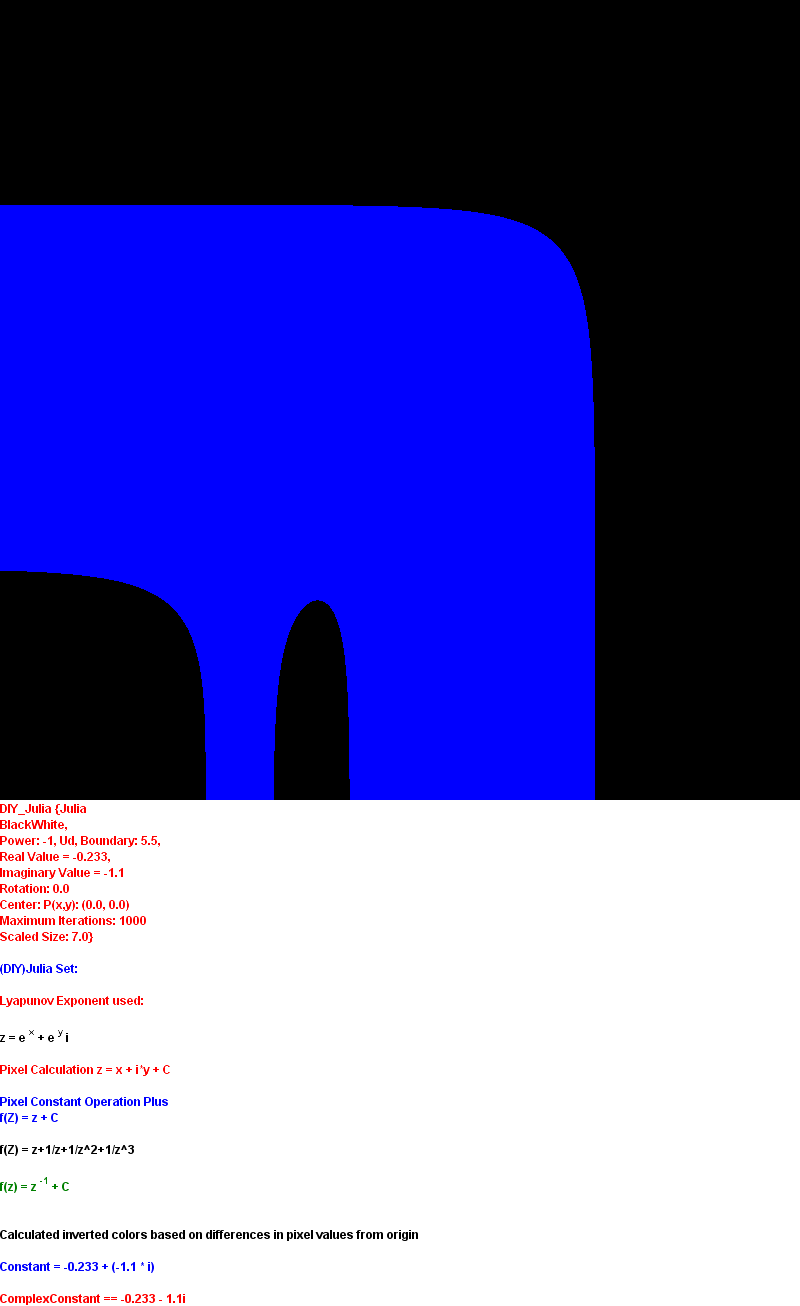 DIY_Julia {Julia
BlackWhite,
Power: -1, Ud, Boundary: 5.5,
Real Value = -0.233,
Imaginary Value = -1.1
Rotation: 0.0
Center: P(x,y): (0.0, 0.0)
Maximum Iterations: 1000
Scaled Size: 7.0}
(DIY)Julia Set:
Lyapunov Exponent used:
z = e x + e y i
Pixel Calculation z = x + i*y + C
Pixel Constant Operation Plus
f(Z) = z + C
f(Z) = z+1/z+1/z^2+1/z^3
f(z) = z -1 + C
Calculated inverted colors based on differences in pixel values from origin
Constant = -0.233 + (-1.1 * i)
ComplexConstant == -0.233 - 1.1i